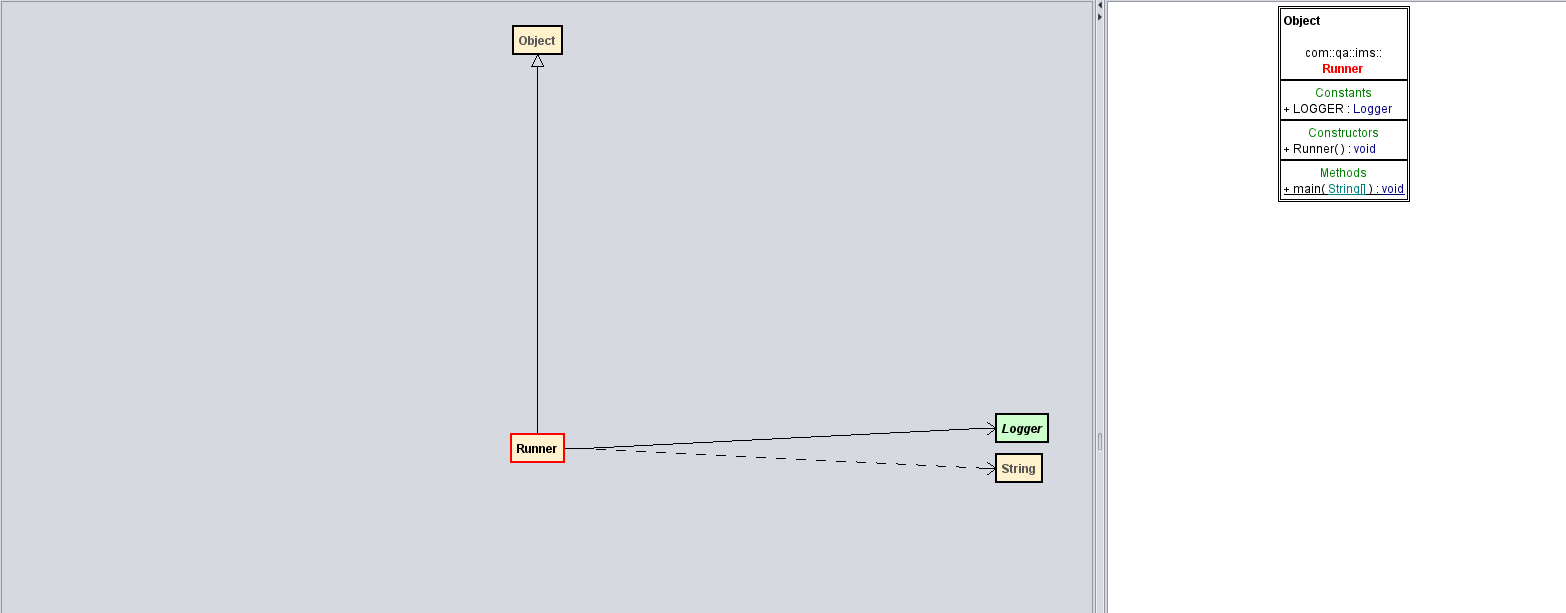 Object
Runner
Logger
String
Object
com::qa::ims::
Runner
Constants
+ LOGGER : Logger
Constructors
+ Runner( ) : void
Methods
+ main( String[] ) : void